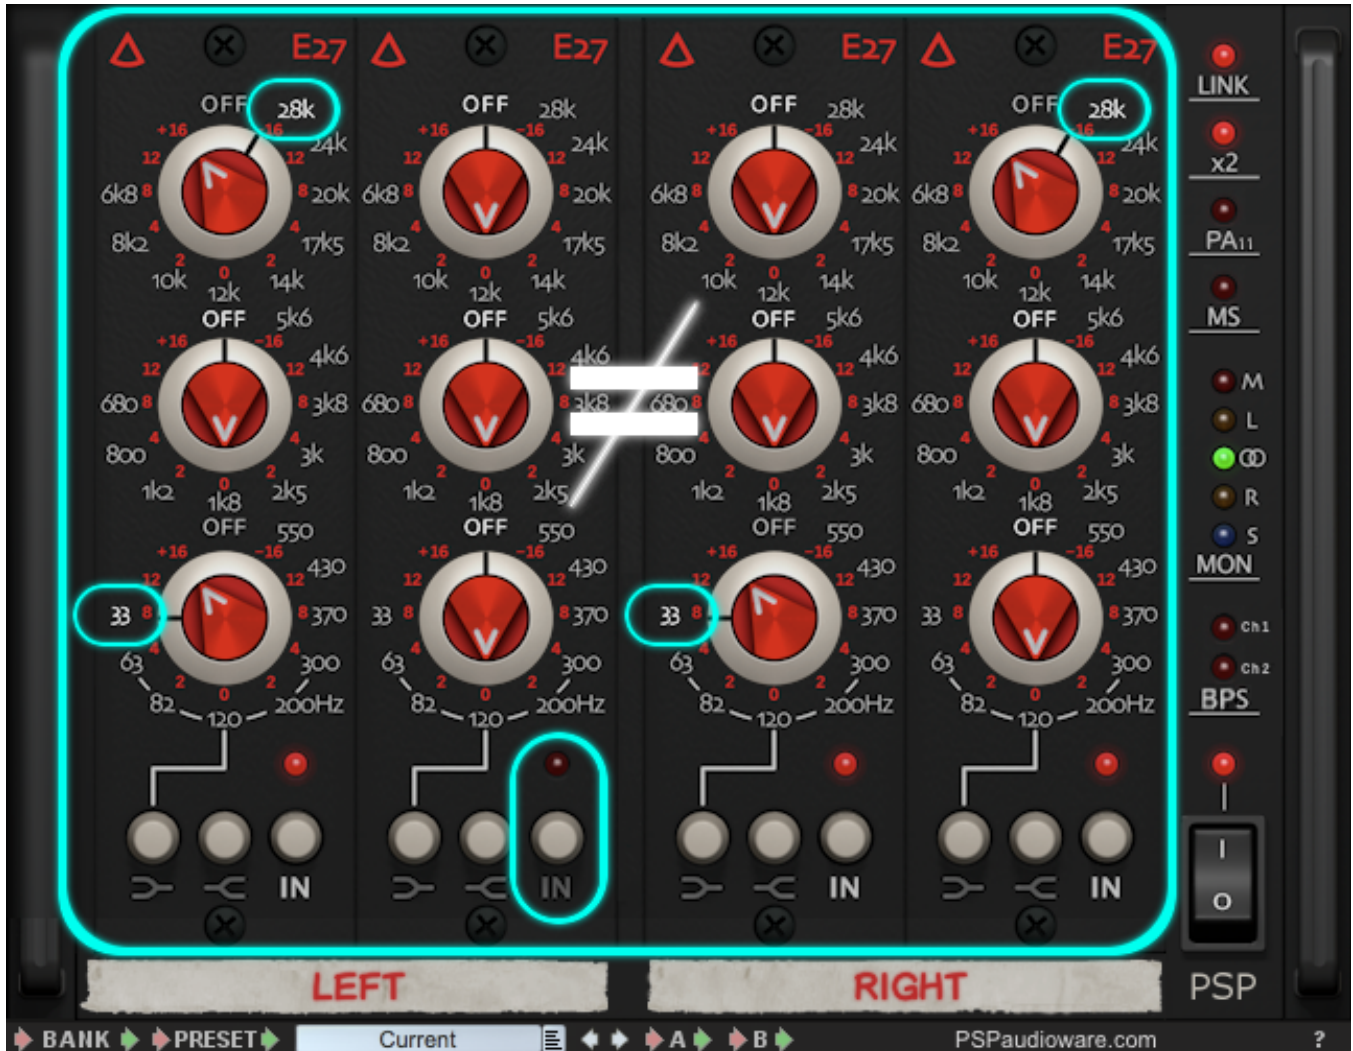 E27 E27 E27 E27
LINK
OFF 28k OFF 28k OFF 28k OFF 28k
+16 16 +16 -16 +16 -16 +16 16
x2
12 12 24k 12 12 24k 12 12 24k 12 12 24k
6k8 8 8 20k 6k8 8 8 20k 6k8 8 8 20k 6k8 8 8 20k
8k2 4 4 17k5 8k2 4 4 17k5 8k2 4 4 17k5 8k2 4 4 17k5
PA11
10k 2 0 2 14k 10k 2 0 2 14k 10k 2 0 2 14k 10k 2 0 2 14k
12k 12k 12k 12k
MS
OFF 5k6 OFF 5k6 OFF 5k6 OFF 5k6
+16 -16 +16 -16 +16 -16 +16 -16
12 12 4k6 12 12 4k6 12 12 4k6 12 12 4k6
M
680 8 8 3k8 680 8 8 3k8 680 8 8 3k8 680 8 8 3k8
L
≠
800 4 4 3k 800 4 4 3k 800 4 4 3k 800 4 4 3k
1k2 2 0 2 2k5 1k2 2 0 2 2k5 1k2 2 0 2 2k5 1k2 2 0 2 2k5
R
1k8 1k8 1k8 1k8
OFF 550 OFF 550 OFF 550 OFF 550
S
+16 -16 +16 -16 +16 -16 +16 -16
MON
12 12 430 12 12 430 12 12 430 12 12 430
33 8 8 370 33 8 8 370 33 8 8 370 33 8 8 370
Ch1
63 4 4 300 63 4 4 300 63 4 4 300 63 4 4 300
Ch2
2 0 2 2 0 2 2 0 2 2 0 2
82 120 200Hz 82 120 200Hz 82 120 200Hz 82 120 200Hz
BPS
IN IN IN IN
I
O
LEFT RIGHT
PSP
BANK PRESET Current A B PSPaudioware.com ?